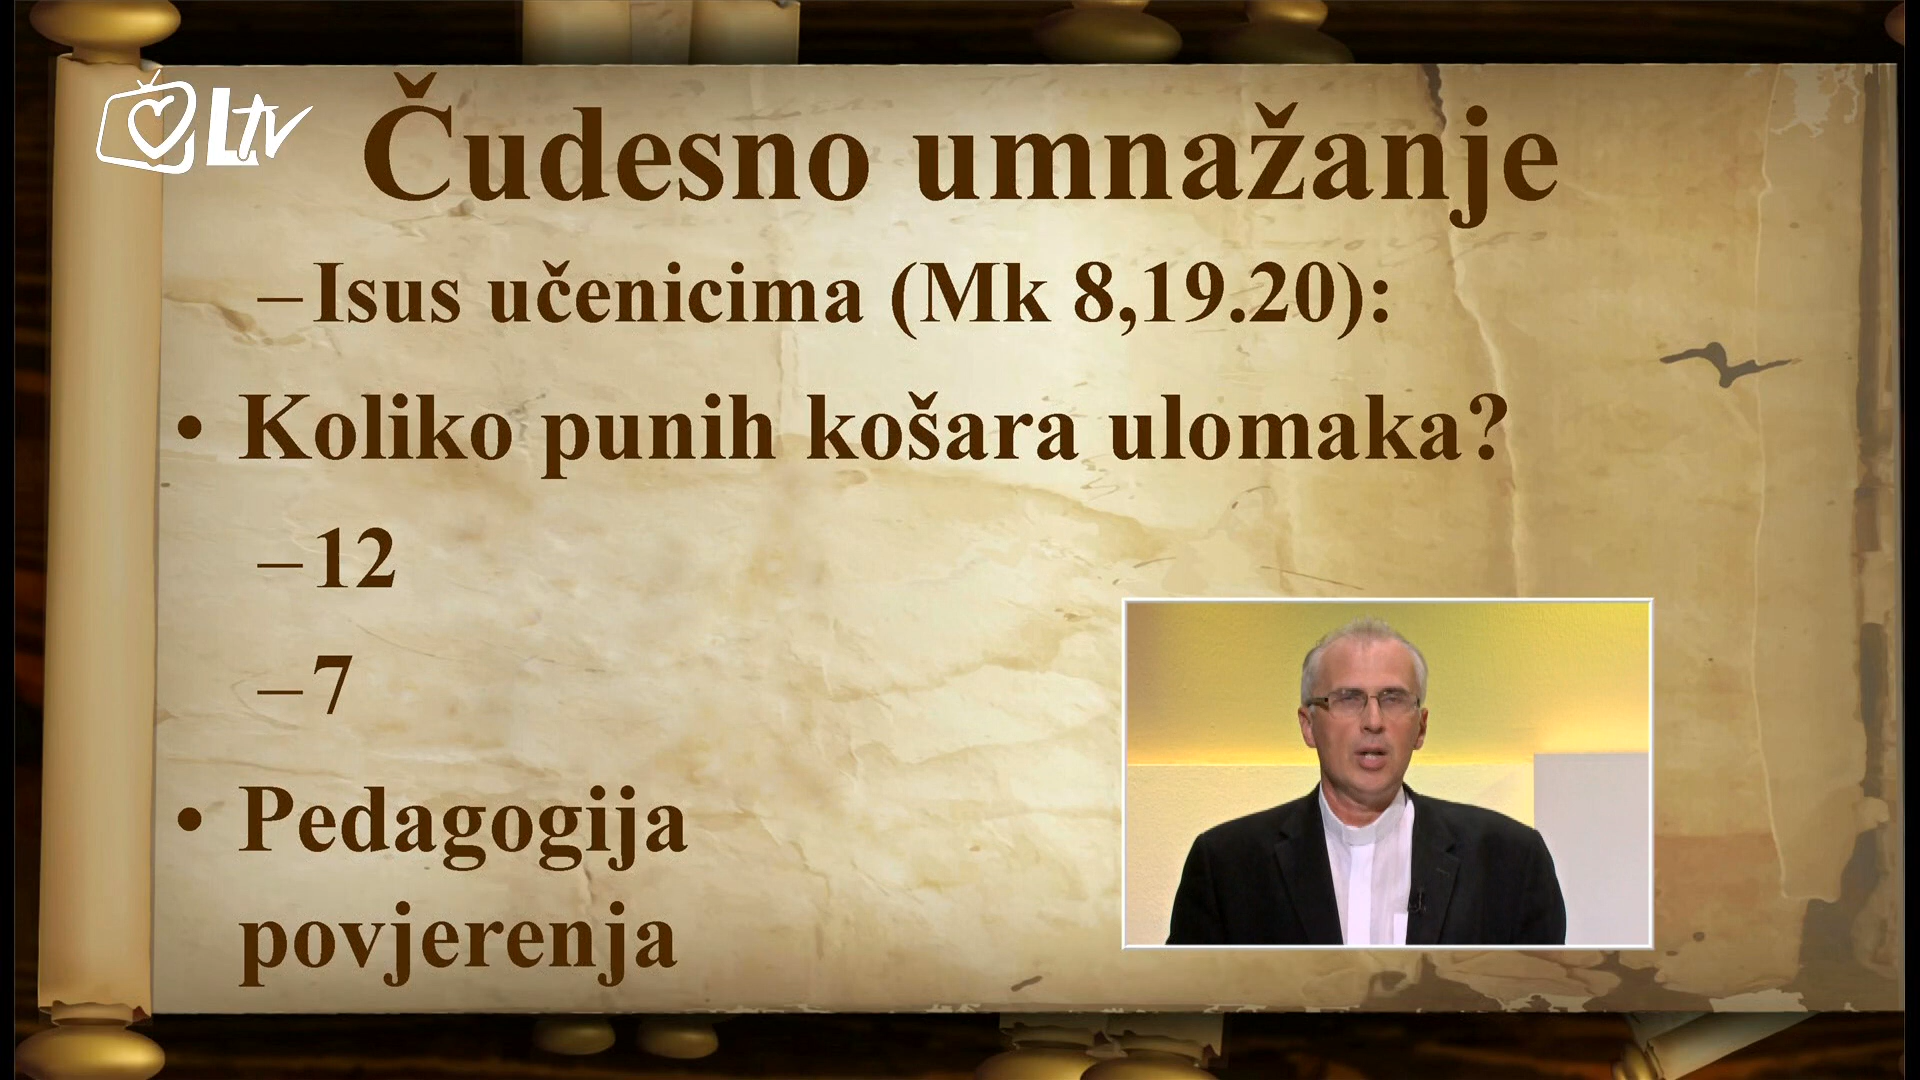 LTV
Čudesno umnažanje
–Isus učenicima (Mk 8,19.20):
• Koliko punih košara ulomaka?
–12
–7
• Pedagogija
povjerenja